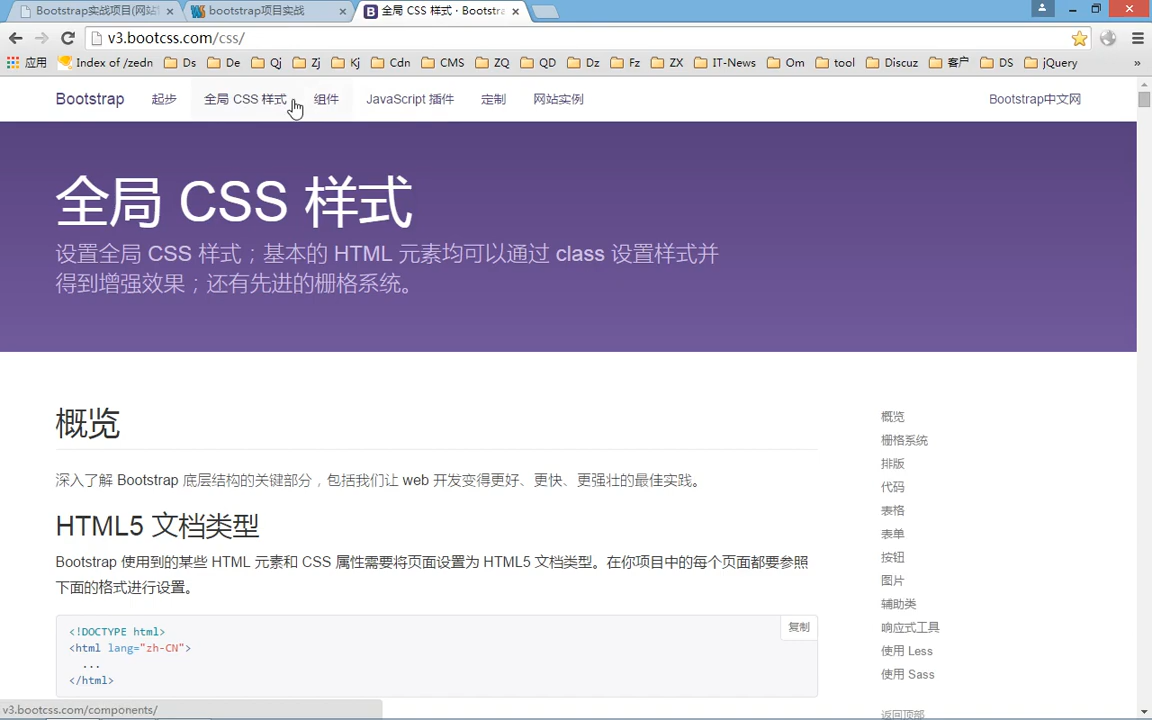 Bootstrap实战项目(网站
bootstrap项目实战
全局 CSS 样式 · Bootstra
v3.bootcss.com/css/
应用 Index of /zedn Ds De Qj Zj Kj Cdn CMS ZQ QD Dz Fz ZX IT-News Om tool Discuz 客户 DS jQuery »
Bootstrap 起步 全局 CSS 样式 组件 JavaScript 插件 定制 网站实例 Bootstrap中文网
全局 CSS 样式
设置全局 CSS 样式；基本的 HTML 元素均可以通过 class 设置样式并
得到增强效果；还有先进的栅格系统。
概览
深入了解 Bootstrap 底层结构的关键部分，包括我们让 web 开发变得更好、更快、更强壮的最佳实践。
HTML5 文档类型
Bootstrap 使用到的某些 HTML 元素和 CSS 属性需要将页面设置为 HTML5 文档类型。在你项目中的每个页面都要参照
下面的格式进行设置。
复制
<!DOCTYPE html>
<html lang="zh-CN">
...
</html>
概览
栅格系统
排版
代码
表格
表单
按钮
图片
辅助类
响应式工具
使用 Less
使用 Sass
返回顶部
v3.bootcss.com/components/